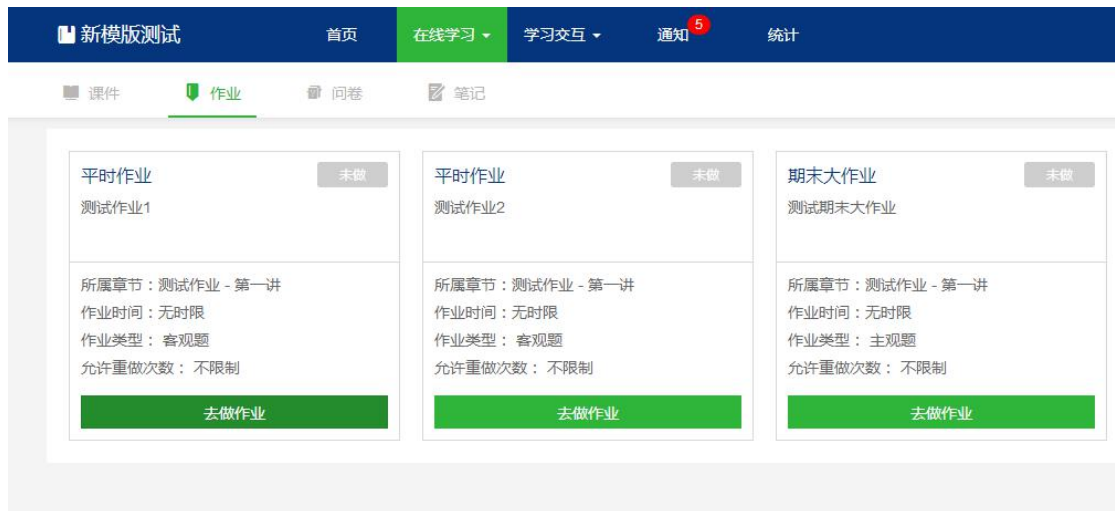 新模版测试 首页 在线学习 学习交互 通知 5 统计
课件 作业 问卷 笔记
平时作业 未做
测试作业1
所属章节：测试作业 - 第一讲
作业时间：无时限
作业类型： 客观题
允许重做次数： 不限制
去做作业
平时作业 未做
测试作业2
所属章节：测试作业 - 第一讲
作业时间：无时限
作业类型： 客观题
允许重做次数： 不限制
去做作业
期末大作业 未做
测试期末大作业
所属章节：测试作业 - 第一讲
作业时间：无时限
作业类型： 主观题
允许重做次数： 不限制
去做作业